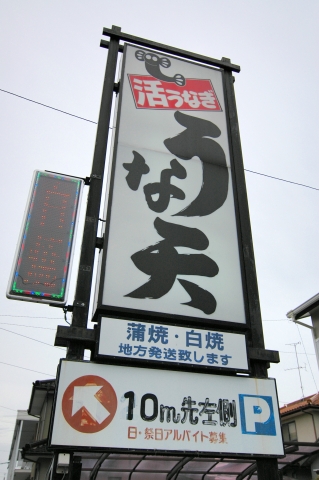 活うなぎ
うな天
蒲焼・白焼
地方発送致します
10m先左側 P
日・祭日アルバイト募集